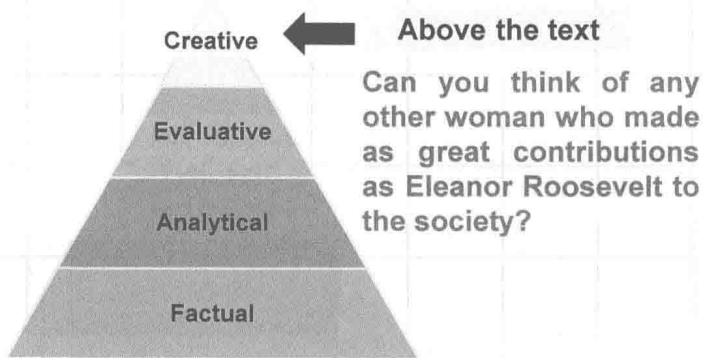 Creative
Above the text
Can you think of any
other woman who made
as great contributions
as Eleanor Roosevelt to
the society?
Evaluative
Analytical
Factual